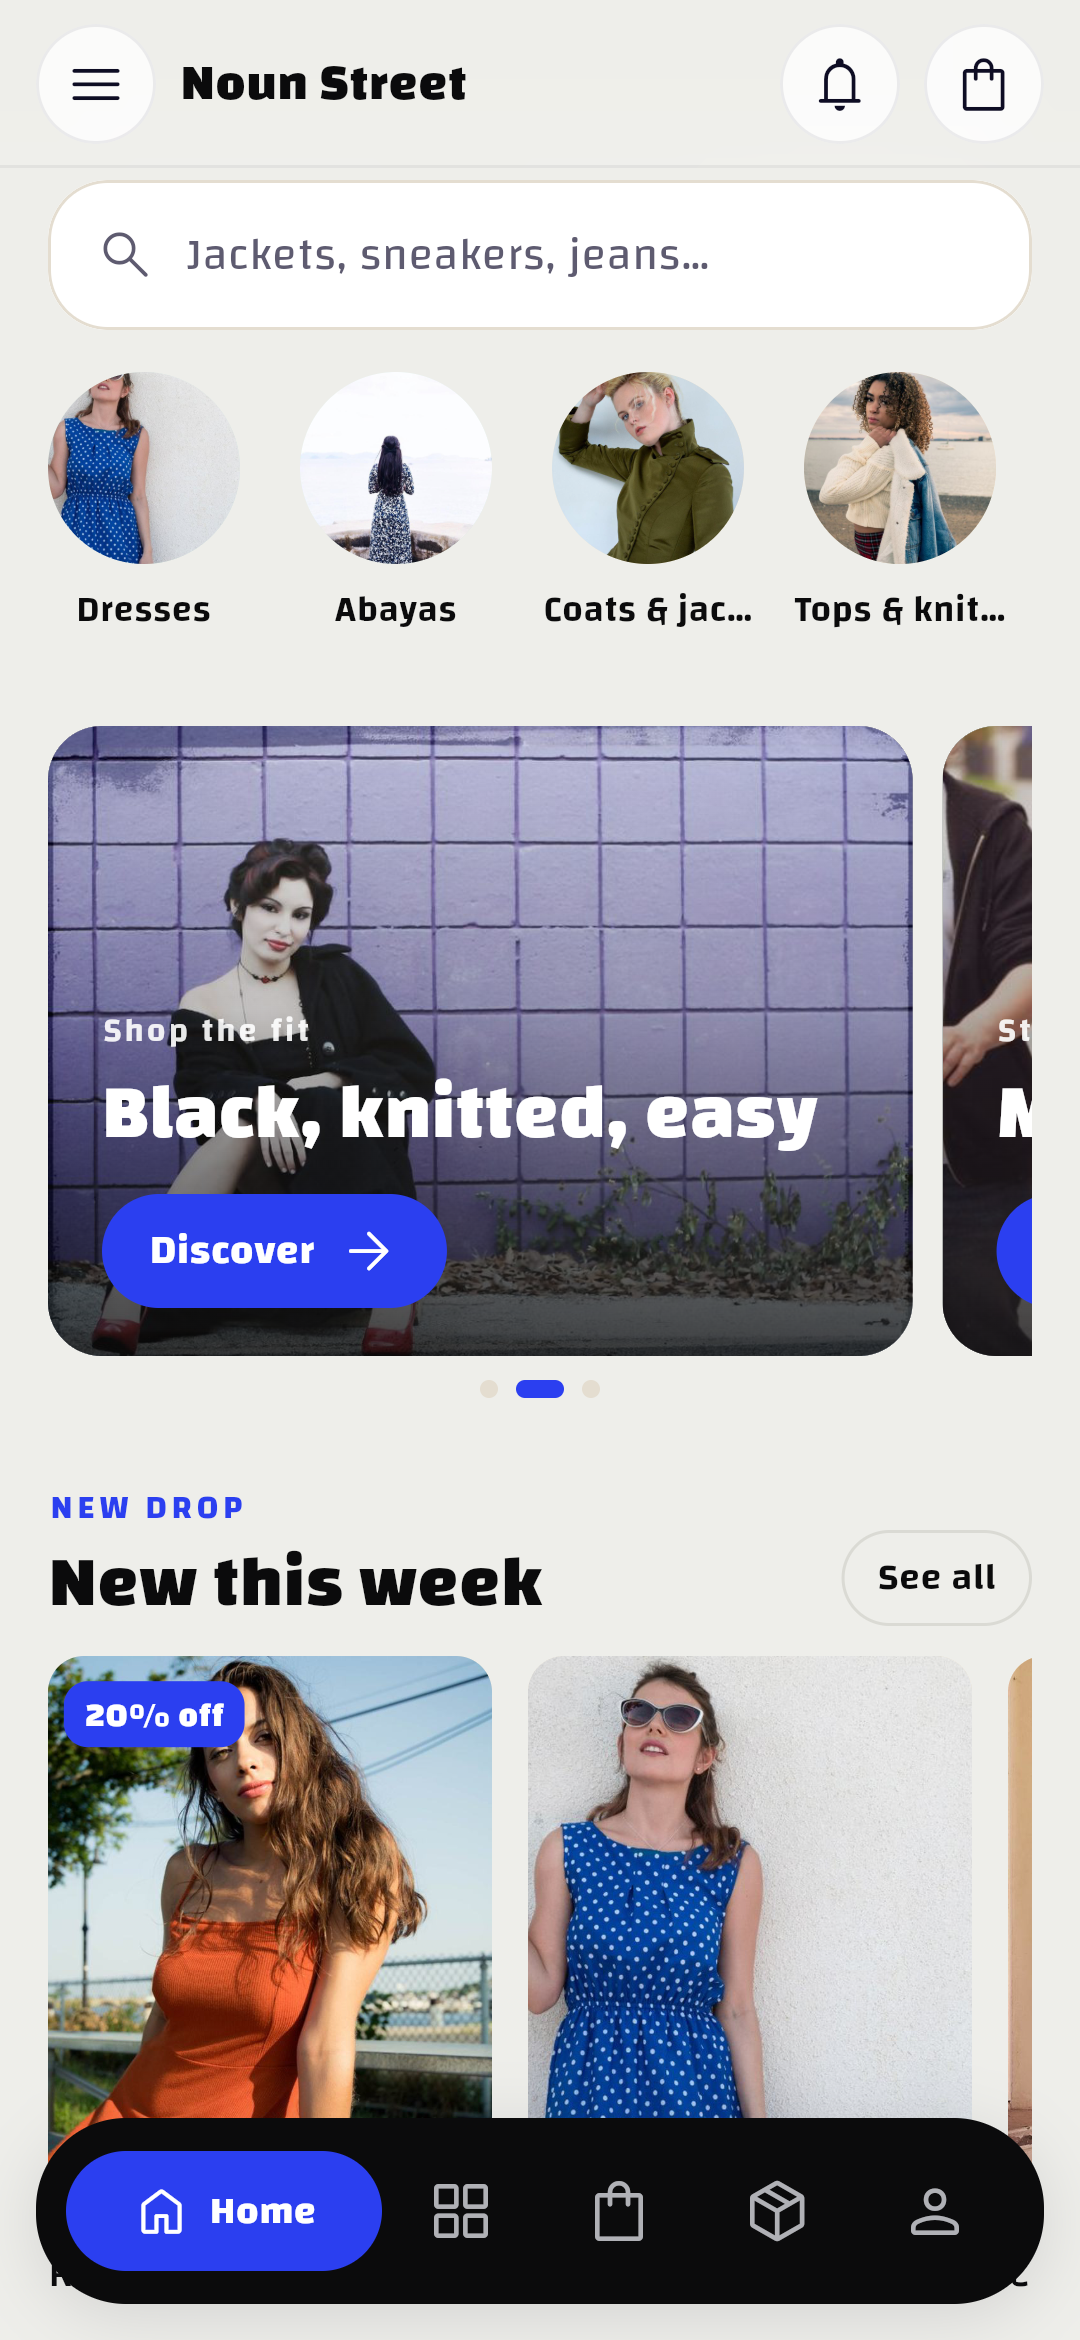 Noun Street
Jackets, sneakers, jeans...
Dresses
Abayas
Coats & jac...
Tops & knit...
Shop the fit
Black, knitted, easy
Discover
NEW DROP
New this week
See all
20% off
Home